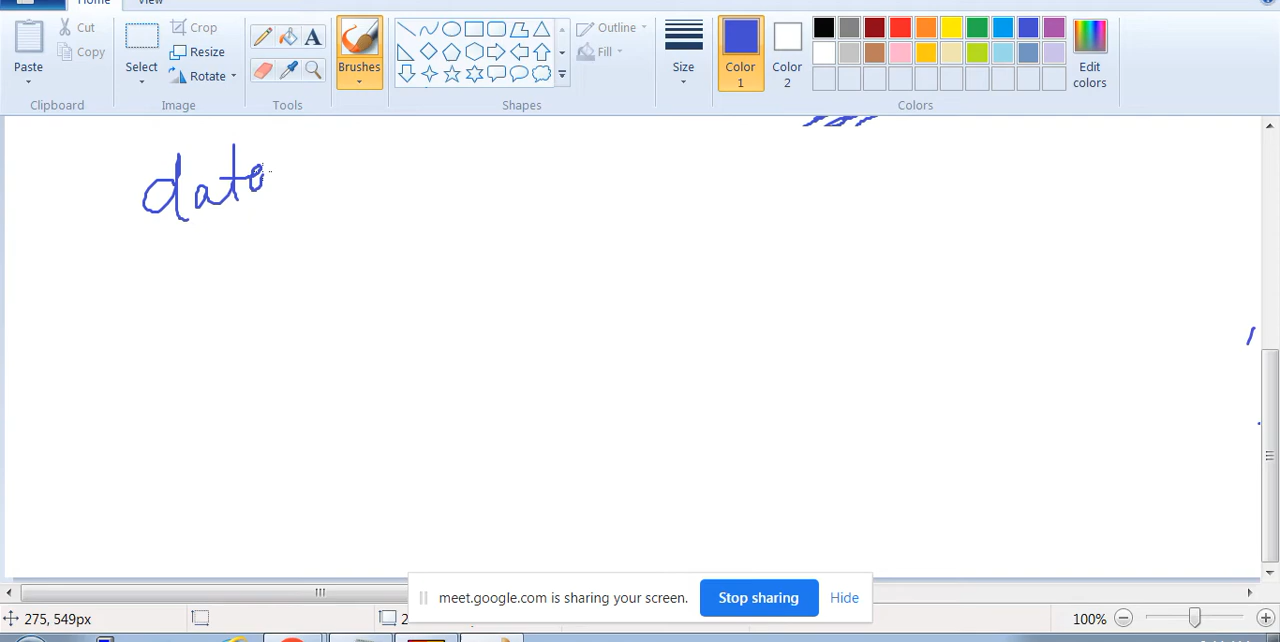 Home View
Cut Crop Outline
Copy Resize Fill
Paste Select Rotate Brushes Size Color 1 Color 2 Edit colors
Clipboard Image Tools Shapes Colors
meet.google.com is sharing your screen. Stop sharing Hide
275, 549px 100%